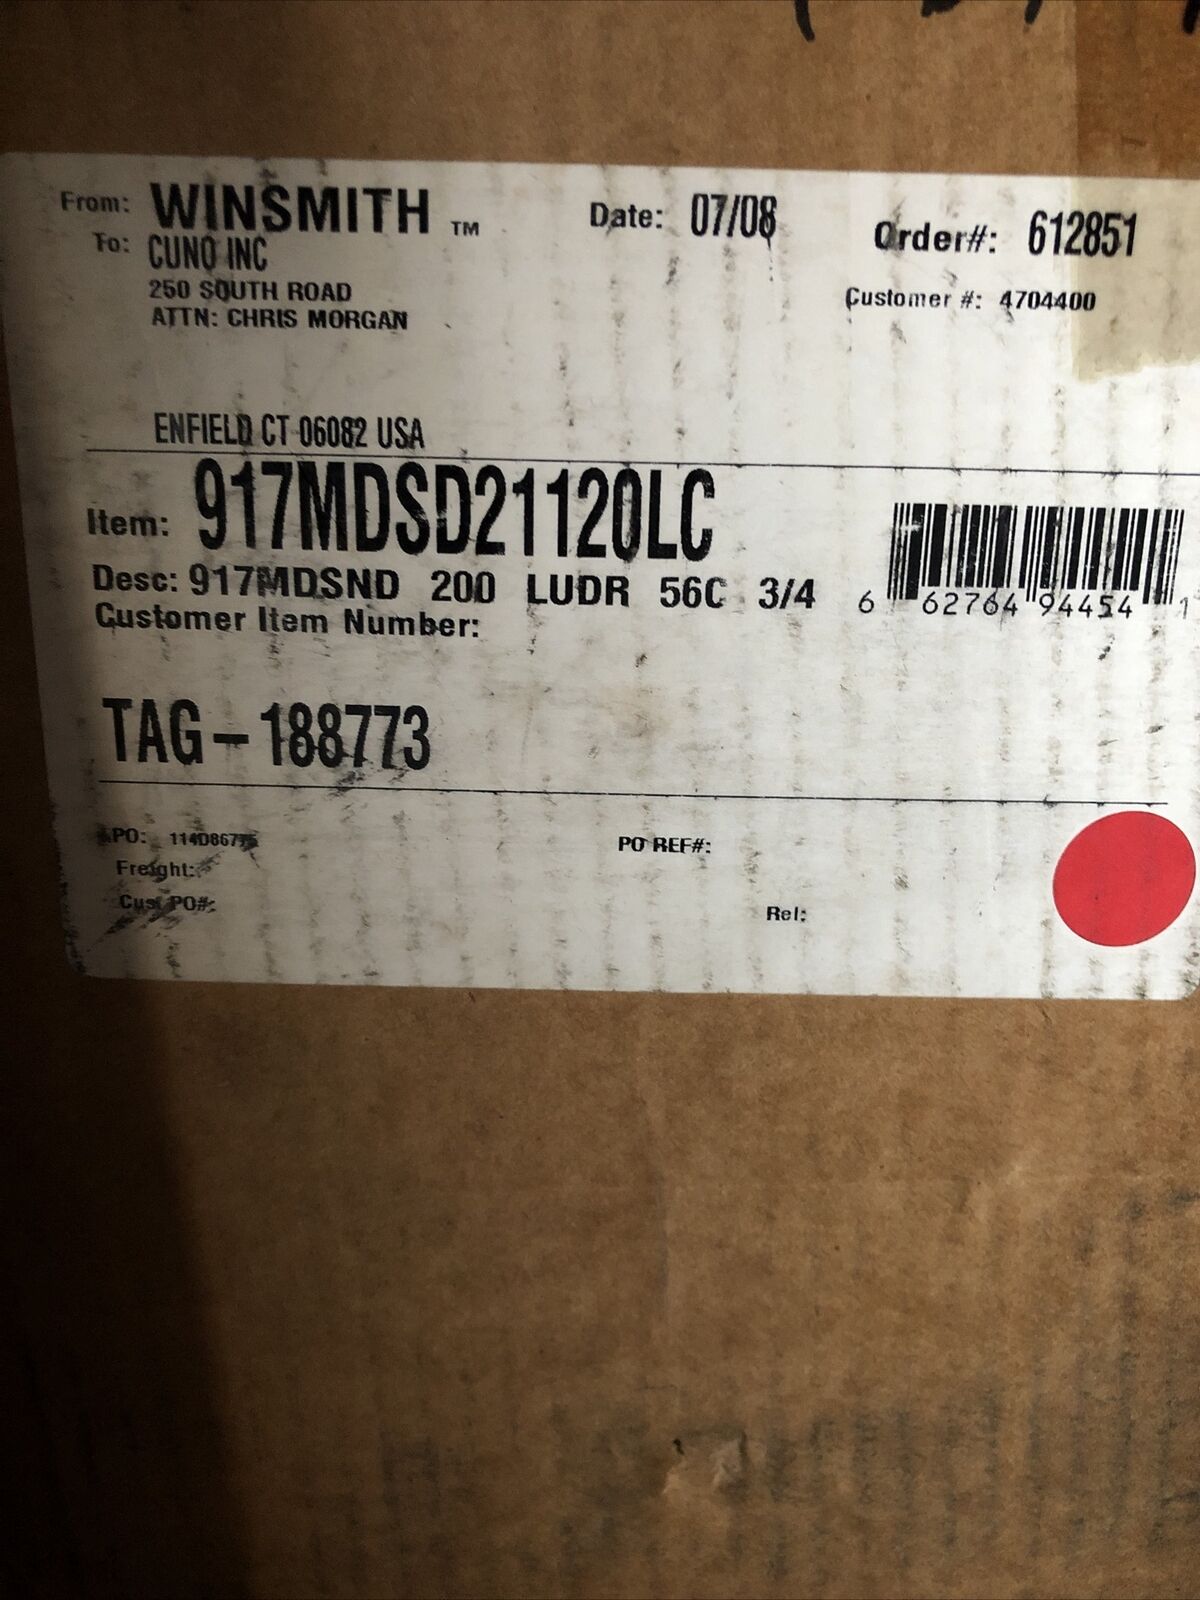 From: WINSMITH ™ Date: 07/08 Order#: 612851
To: CUNO INC
250 SOUTH ROAD Customer #: 4704400
ATTN: CHRIS MORGAN
ENFIELD CT 06082 USA
Item: 917MDSD21120LC
Desc: 917MDSND 200 LUDR 56C 3/4
6 62764 94454 1
Customer Item Number:
TAG-188773
PO: PO REF#:
Freight:
Cust PO#:
Rel: